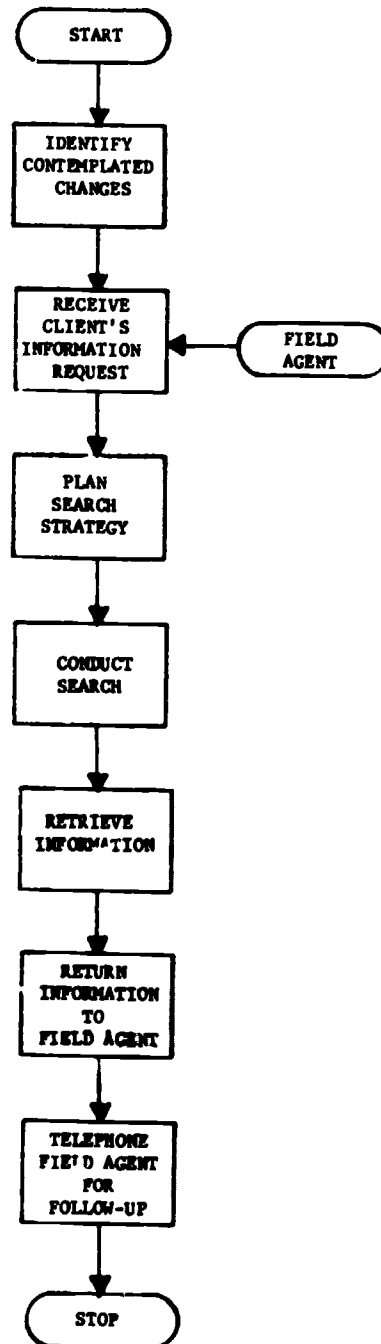 START
IDENTIFY
CONTEMPLATED
CHANGES
RECEIVE
CLIENT'S
INFORMATION
REQUEST
FIELD
AGENT
PLAN
SEARCH
STRATEGY
CONDUCT
SEARCH
RETRIEVE
INFORMATION
RETURN
INFORMATION
TO
FIELD AGENT
TELEPHONE
FIELD AGENT
FOR
FOLLOW-UP
STOP